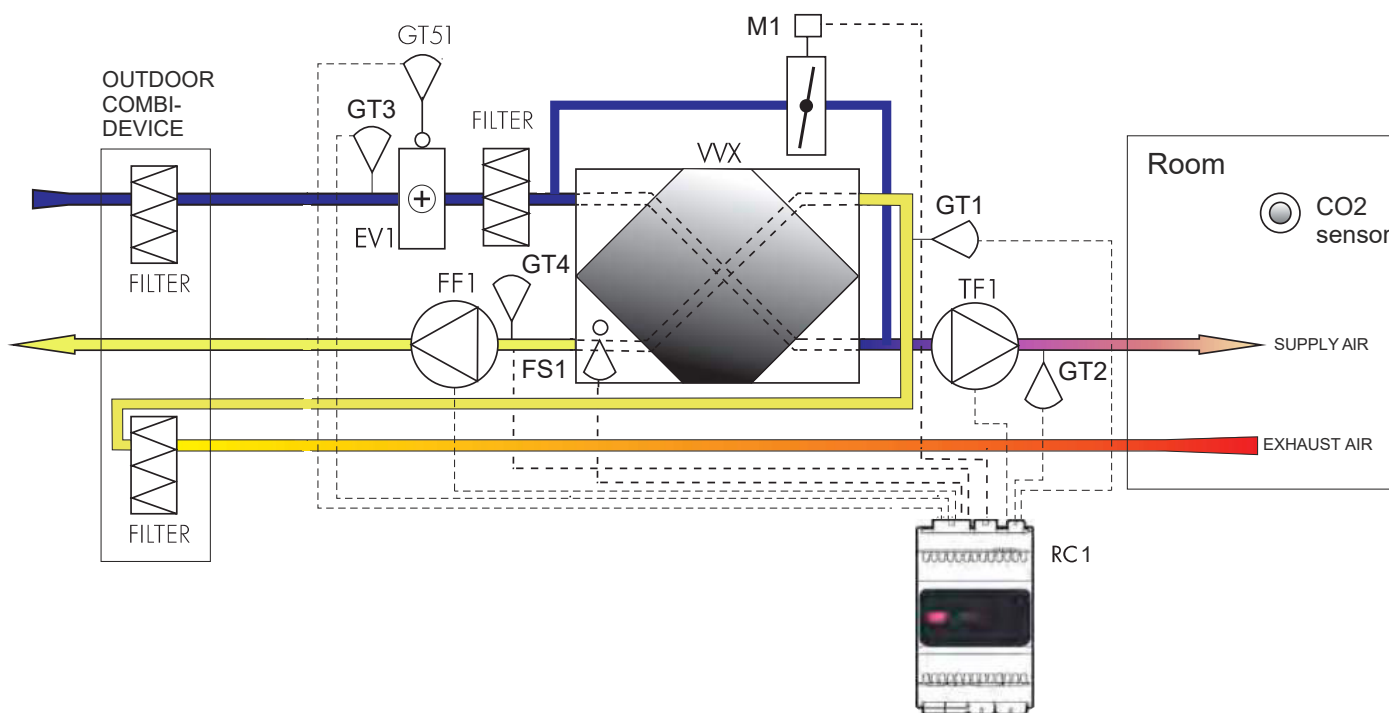 M1
GT51
OUTDOOR
COMBI-
DEVICE
GT3
FILTER
VVX
Room
CO2
sensor
GT1
EV1
FILTER
GT4
FF1
TF1
FS1
SUPPLY AIR
GT2
EXHAUST AIR
FILTER
RC1